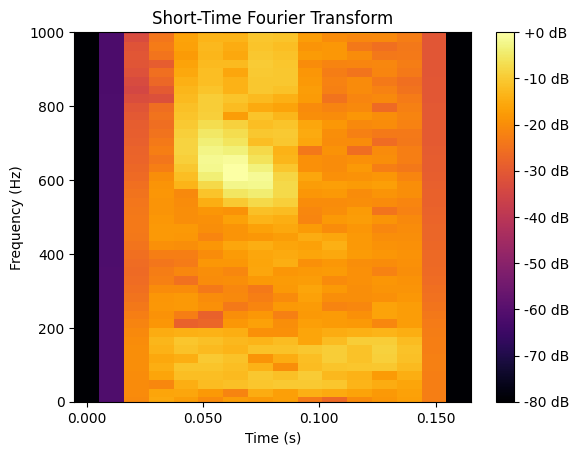 Short-Time Fourier Transform
Frequency (Hz)
1000
800
600
400
200
0
0.000 0.050 0.100 0.150
Time (s)
+0 dB
-10 dB
-20 dB
-30 dB
-40 dB
-50 dB
-60 dB
-70 dB
-80 dB